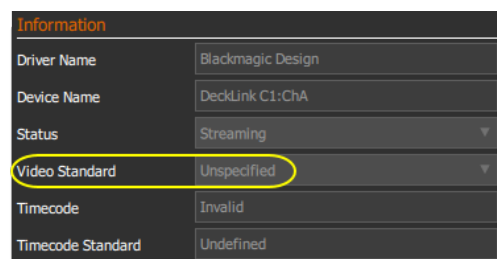 Information
Driver Name Blackmagic Design
Device Name DeckLink C1:ChA
Status Streaming
Video Standard Unspecified
Timecode Invalid
Timecode Standard Undefined